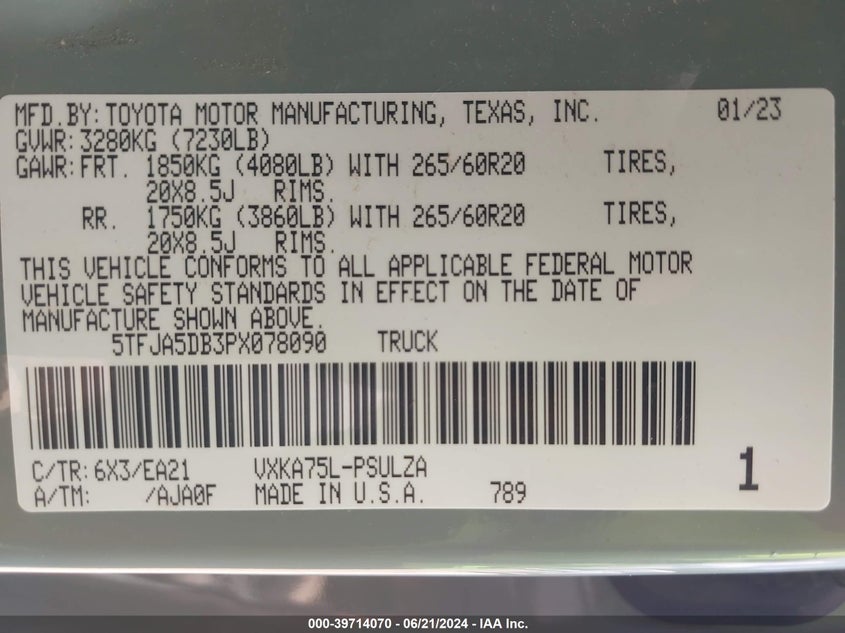 MFD.BY: TOYOTA MOTOR MANUFACTURING, TEXAS, INC. 01/23
GVWR: 3280KG (7230LB)
GAWR: FRT. 1850KG (4080LB) WITH 265/60R20 TIRES,
20X8.5J RIMS.
RR. 1750KG (3860LB) WITH 265/60R20 TIRES,
20X8.5J RIMS.
THIS VEHICLE CONFORMS TO ALL APPLICABLE FEDERAL MOTOR
VEHICLE SAFETY STANDARDS IN EFFECT ON THE DATE OF
MANUFACTURE SHOWN ABOVE.
5TFJA5DB3PX078090 TRUCK
C/TR: 6X3/EA21 VXKA75L-PSULZA
A/TM: /AJA0F MADE IN U.S.A. 789 1
000-39714070 - 06/21/2024 - IAA Inc.